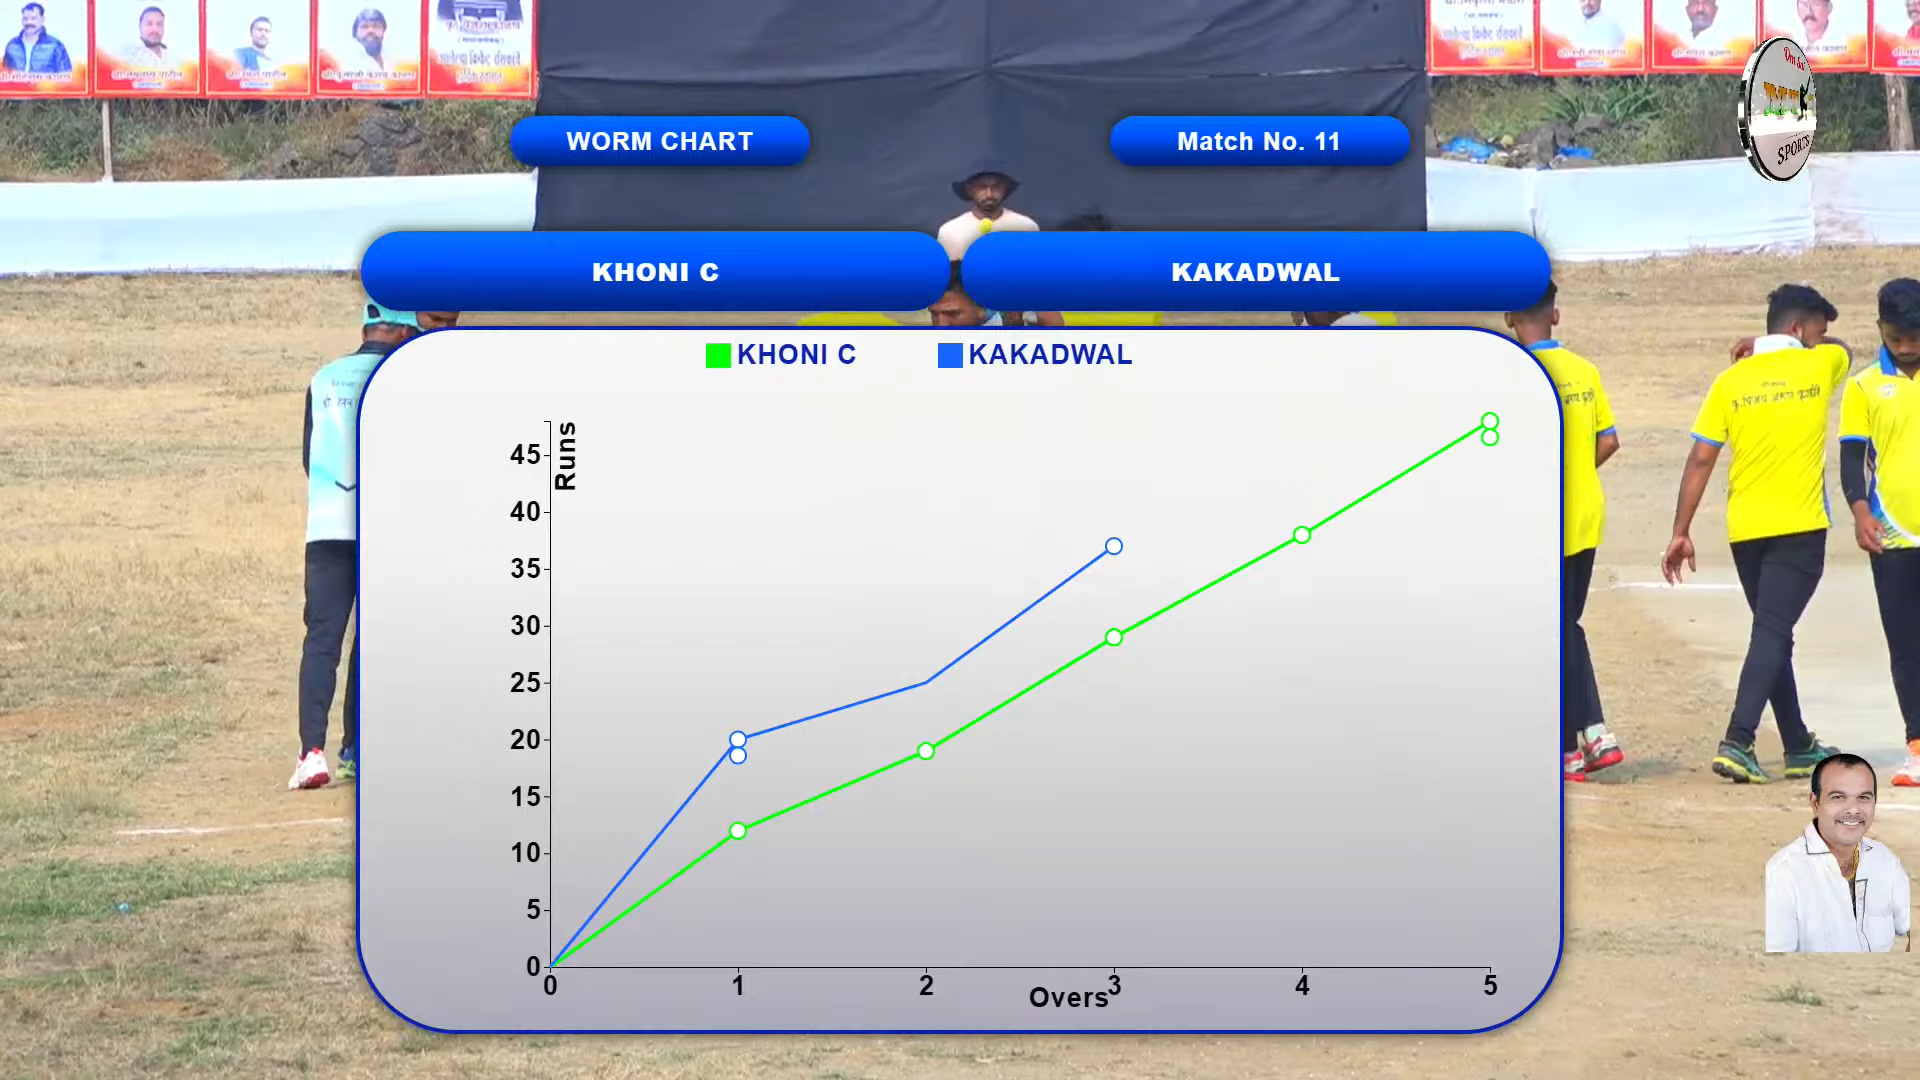 WORM CHART
Match No. 11
KHONI C
KAKADWAL
KHONI C
KAKADWAL
Runs
45
40
35
30
25
20
15
10
5
0
0 1 2 3 4 5
Overs
SPORTS